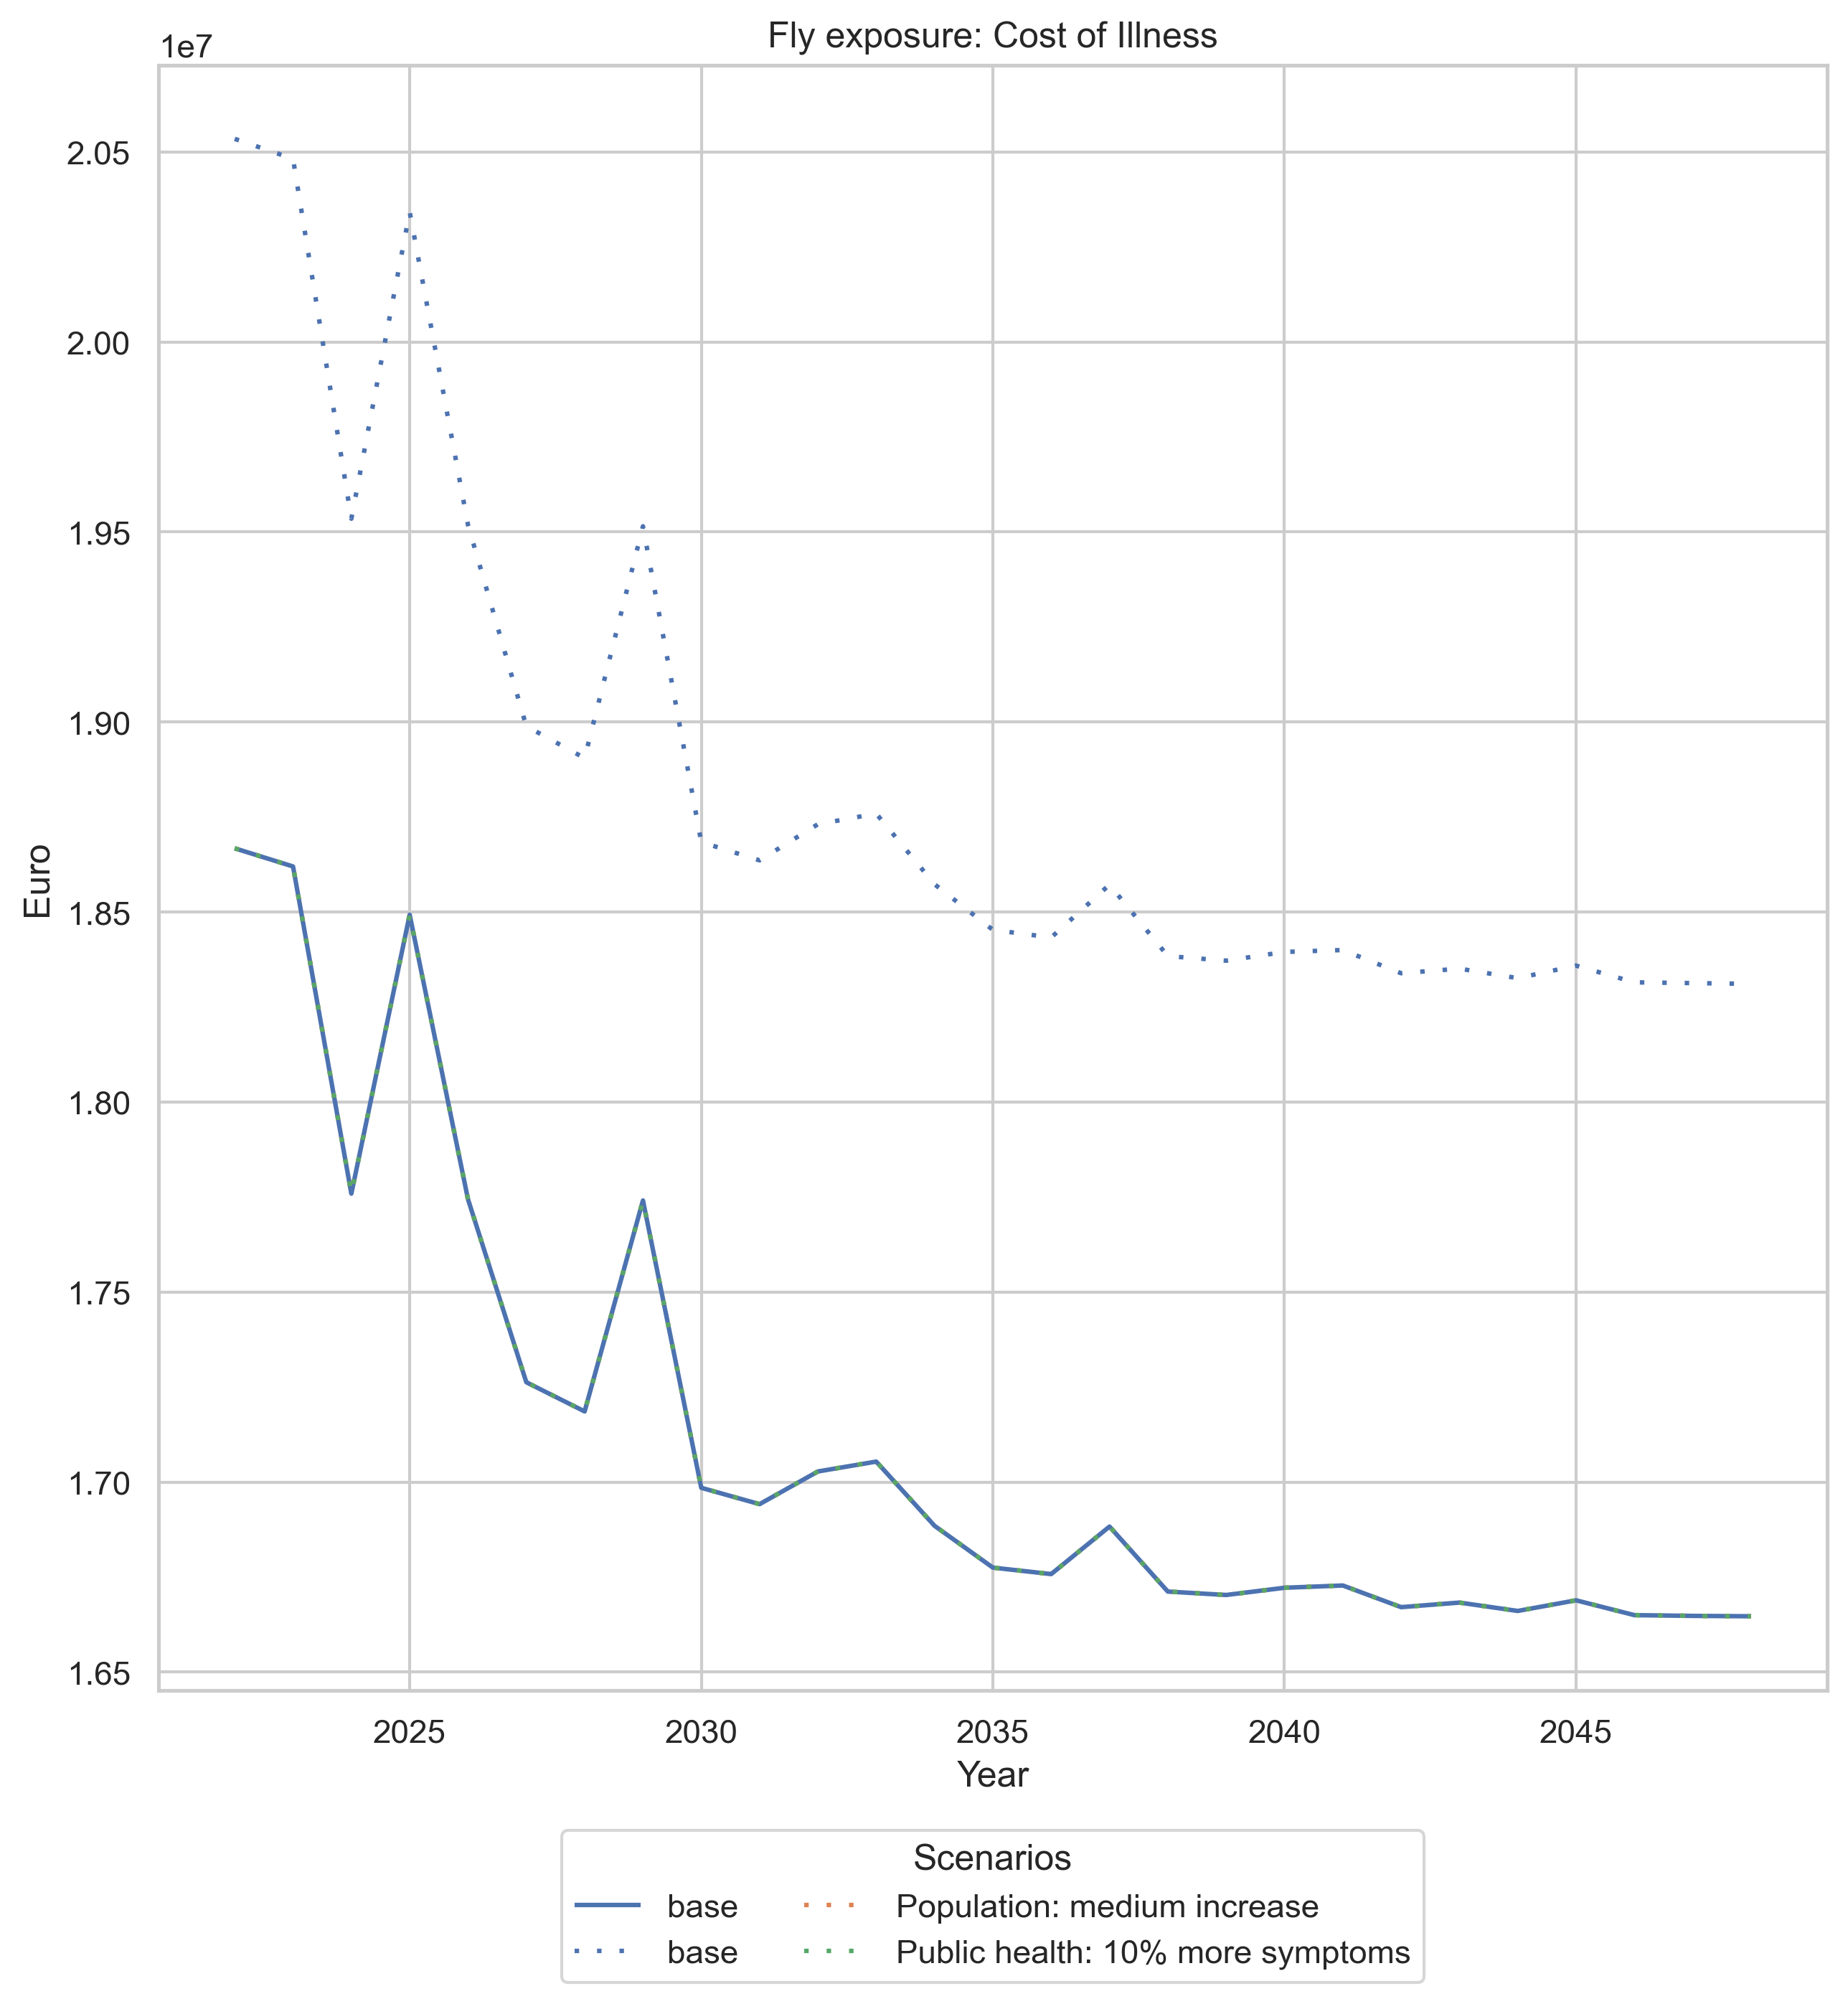 Fly exposure: Cost of Illness
1e7
2.05
2.00
1.95
1.90
1.85
1.80
1.75
1.70
1.65
Euro
2025 2030 2035 2040 2045
Year
Scenarios
base Population: medium increase
base Public health: 10% more symptoms